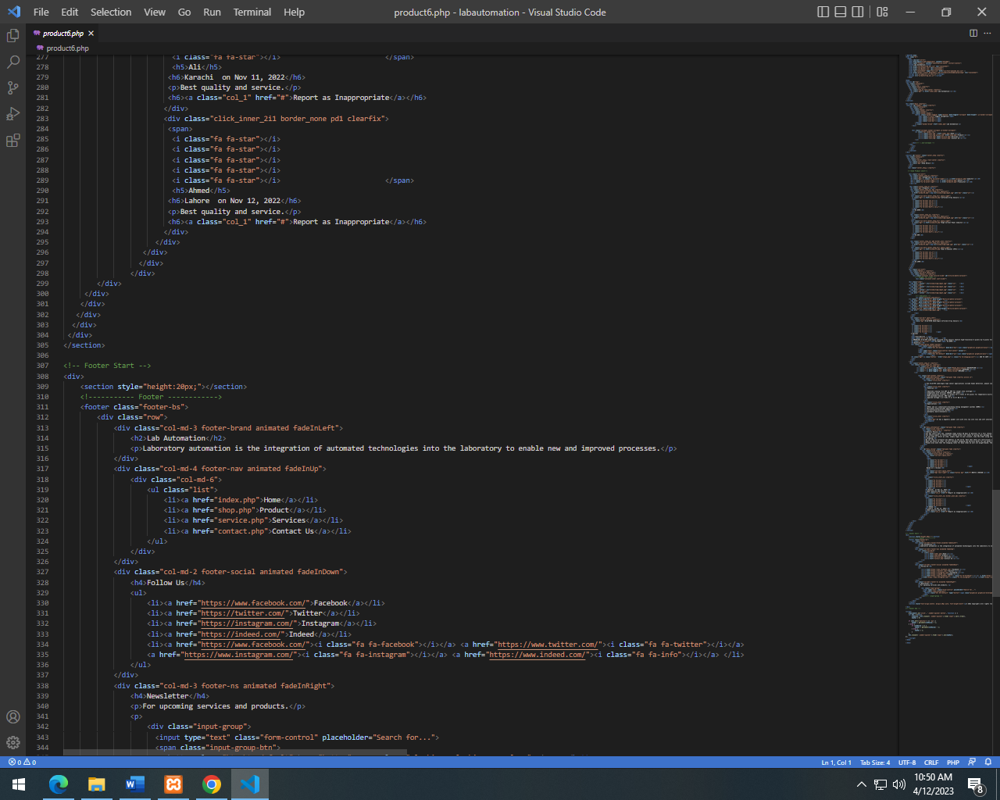 File Edit Selection View Go Run Terminal Help
product6.php - labautomation - Visual Studio Code
product6.php
product6.php
277 <i class="fa fa-star"></i> </span>
278 <h5>Ali</h5>
279 <h6>Karachi  on Nov 11, 2022</h6>
280 <p>Best quality and service.</p>
281 <h6><a class="col_1" href="#">Report as Inappropriate</a></h6>
282 </div>
283 <div class="click_inner_2i1 border_none pd1 clearfix">
284 <span>
285 <i class="fa fa-star"></i>
286 <i class="fa fa-star"></i>
287 <i class="fa fa-star"></i>
288 <i class="fa fa-star"></i>
289 <i class="fa fa-star"></i> </span>
290 <h5>Ahmed</h5>
291 <h6>Lahore  on Nov 12, 2022</h6>
292 <p>Best quality and service.</p>
293 <h6><a class="col_1" href="#">Report as Inappropriate</a></h6>
294 </div>
295 </div>
296 </div>
297 </div>
298 </div>
299 </div>
300 </div>
301 </div>
302 </div>
303 </div>
304 </div>
305 </section>
306
307 <!-- Footer Start -->
308 <div>
309 <section style="height:20px;"></section>
310 <!----------- Footer ------------>
311 <footer class="footer-bs">
312 <div class="row">
313 <div class="col-md-3 footer-brand animated fadeInLeft">
314 <h2>Lab Automation</h2>
315 <p>Laboratory automation is the integration of automated technologies into the laboratory to enable new and improved processes.</p>
316 </div>
317 <div class="col-md-4 footer-nav animated fadeInUp">
318 <div class="col-md-6">
319 <ul class="list">
320 <li><a href="index.php">Home</a></li>
321 <li><a href="shop.php">Product</a></li>
322 <li><a href="service.php">Services</a></li>
323 <li><a href="contact.php">Contact Us</a></li>
324 </ul>
325 </div>
326 </div>
327 <div class="col-md-2 footer-social animated fadeInDown">
328 <h4>Follow Us</h4>
329 <ul>
330 <li><a href="https://www.facebook.com/">Facebook</a></li>
331 <li><a href="https://twitter.com/">Twitter</a></li>
332 <li><a href="https://instagram.com/">Instagram</a></li>
333 <li><a href="https://indeed.com/">Indeed</a></li>
334 <li><a href="https://www.facebook.com/"><i class="fa fa-facebook"></i></a> <a href="https://www.twitter.com/"><i class="fa fa-twitter"></i></a>
335 <a href="https://www.instagram.com/"><i class="fa fa-instagram"></i></a> <a href="https://www.indeed.com/"><i class="fa fa-info"></i></a> </li>
336 </ul>
337 </div>
338 <div class="col-md-3 footer-ns animated fadeInRight">
339 <h4>Newsletter</h4>
340 <p>For upcoming services and products.</p>
341 <p>
342 <div class="input-group">
343 <input type="text" class="form-control" placeholder="Search for...">
344 <span class="input-group-btn">
0 0
Ln 1, Col 1 Tab Size: 4 UTF-8 CRLF PHP
10:50 AM
4/12/2023
8